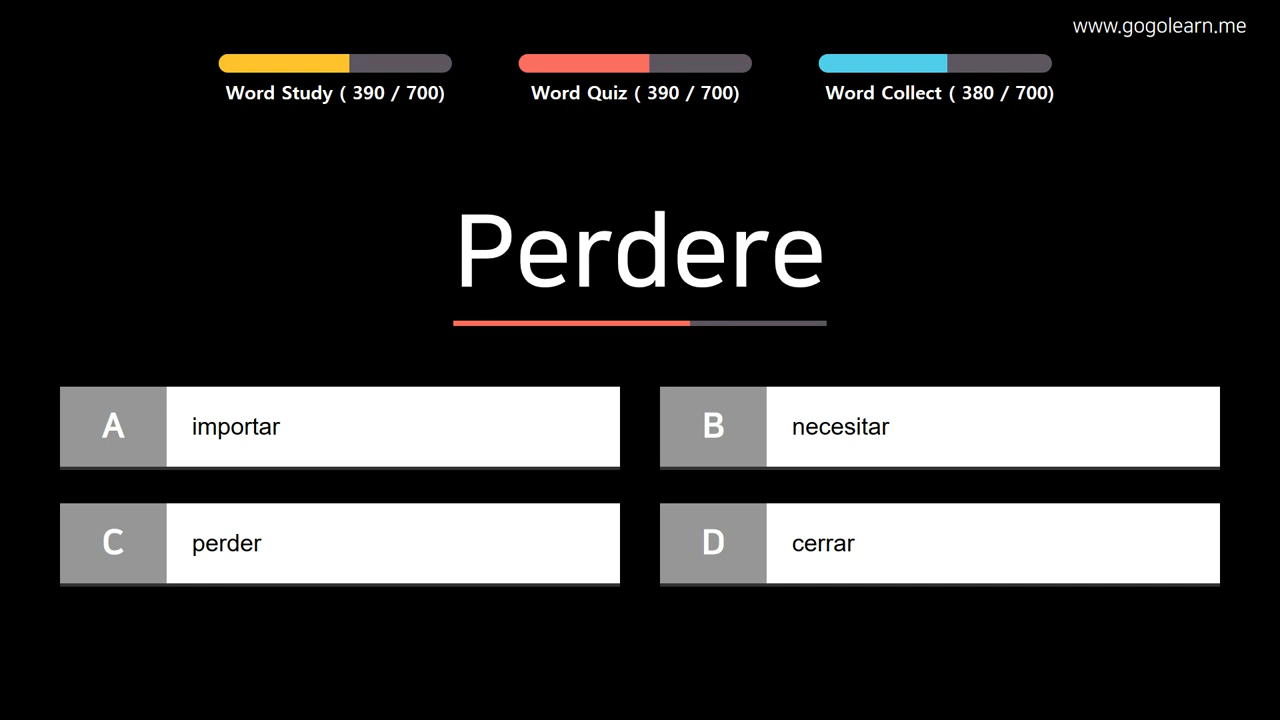 www.gogolearn.me
Word Study ( 390 / 700)
Word Quiz ( 390 / 700)
Word Collect ( 380 / 700)
Perdere
A importar
B necesitar
C perder
D cerrar